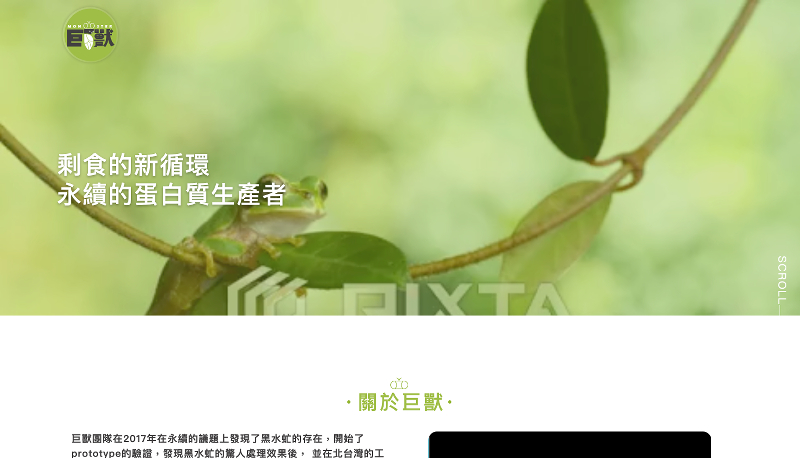 MONSTER
巨獸
剩食的新循環
永續的蛋白質生產者
PIXTA
SCROLL
·關於巨獸·
巨獸團隊在2017年在永續的議題上發現了黑水虻的存在，開始了
prototype的驗證，發現黑水虻的驚人處理效果後， 並在北台灣的工